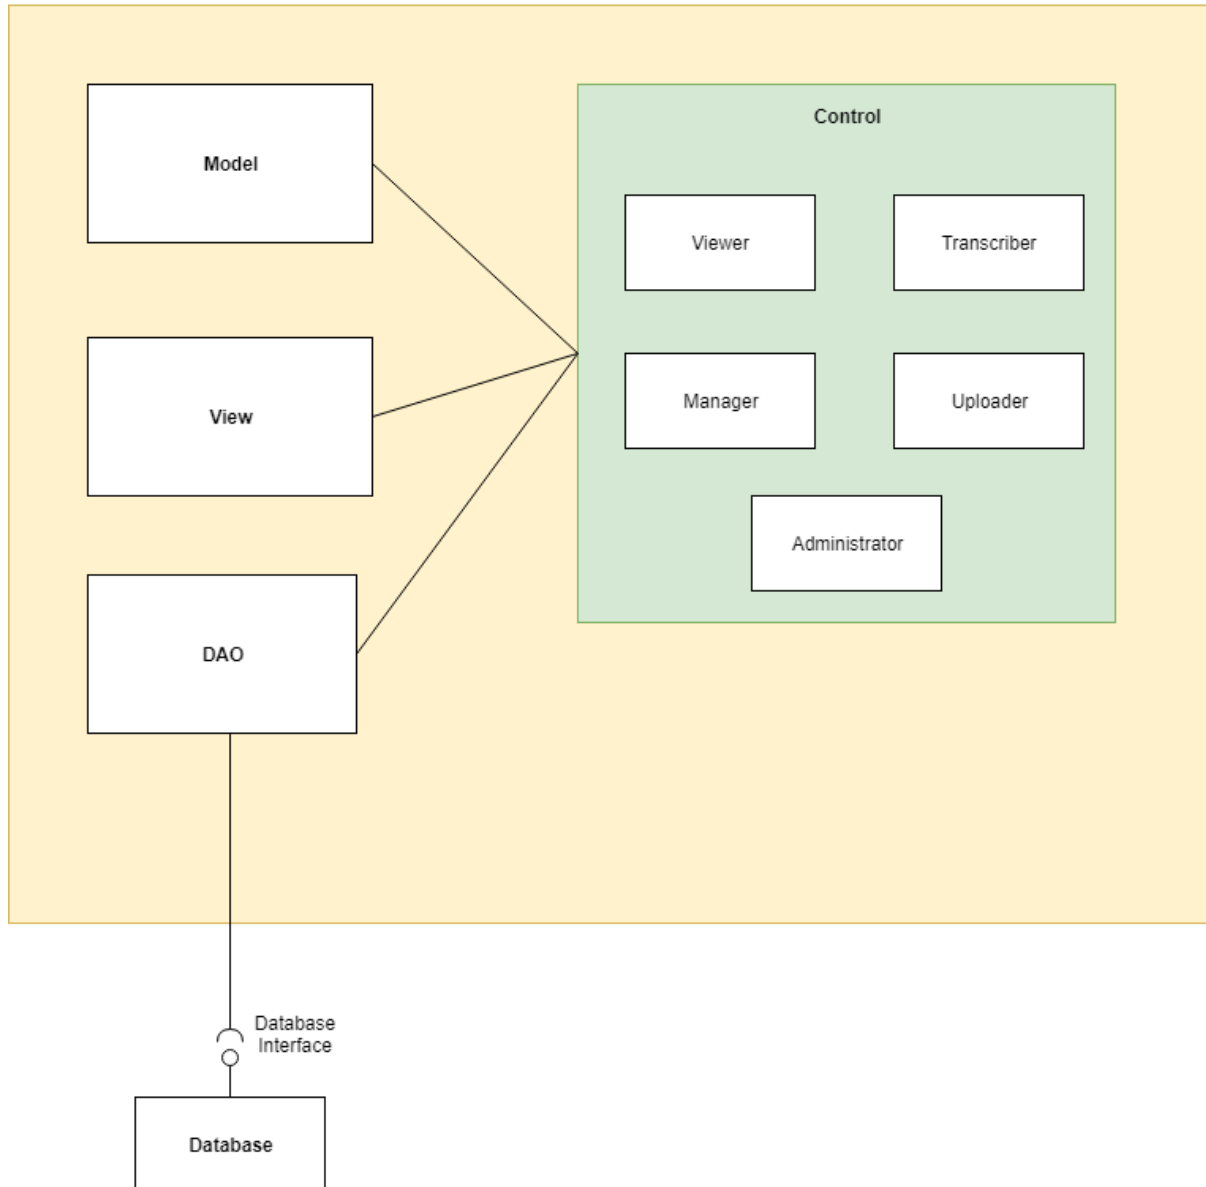 Model
Control
Viewer
Transcriber
View
Manager
Uploader
Administrator
DAO
Database
Interface
Database